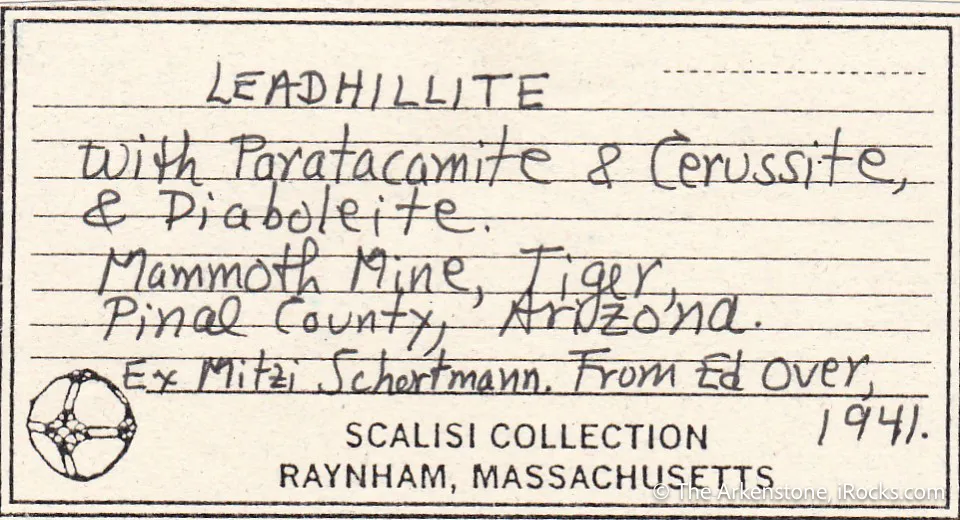 LEADHILLITE
with Paratacamite & Cerussite,
& Diaboleite.
Mammoth Mine, Tiger,
Pinal County, Arizona.
Ex Mitzi Schortmann. From Ed Over,
1941.
SCALISI COLLECTION
RAYNHAM, MASSACHUSETTS
© The Arkenstone, iRocks.com